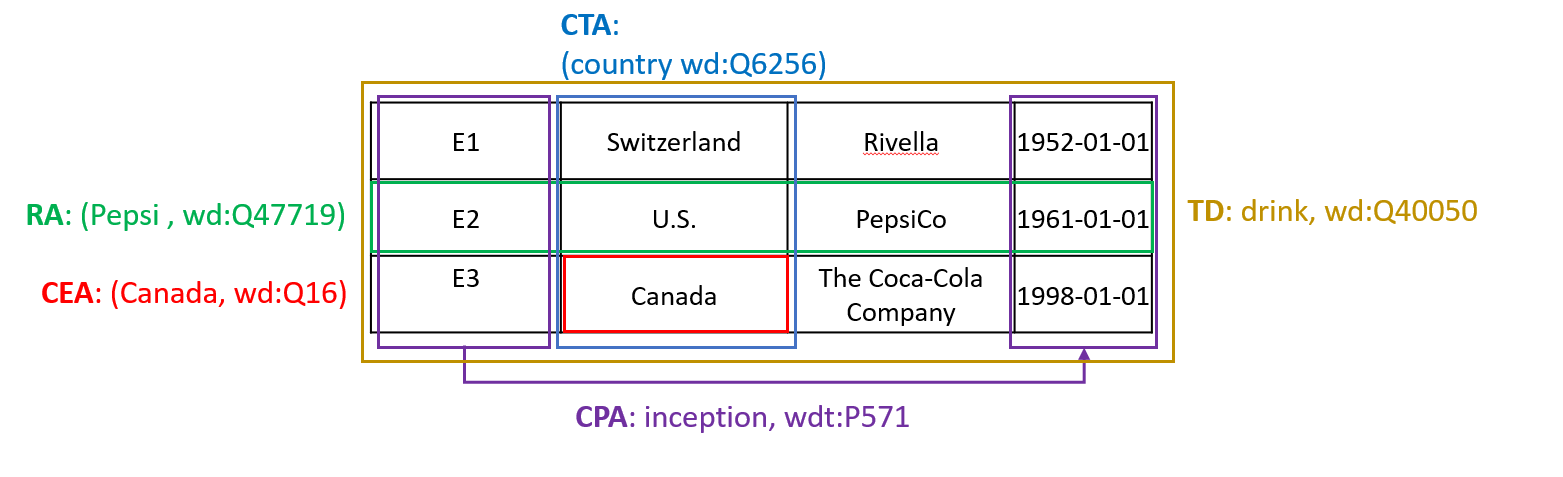 CTA:
(country wd:Q6256)
E1 Switzerland Rivella 1952-01-01
RA: (Pepsi , wd:Q47719) E2 U.S. PepsiCo 1961-01-01 TD: drink, wd:Q40050
CEA: (Canada, wd:Q16) E3 Canada The Coca-Cola
Company 1998-01-01
CPA: inception, wdt:P571